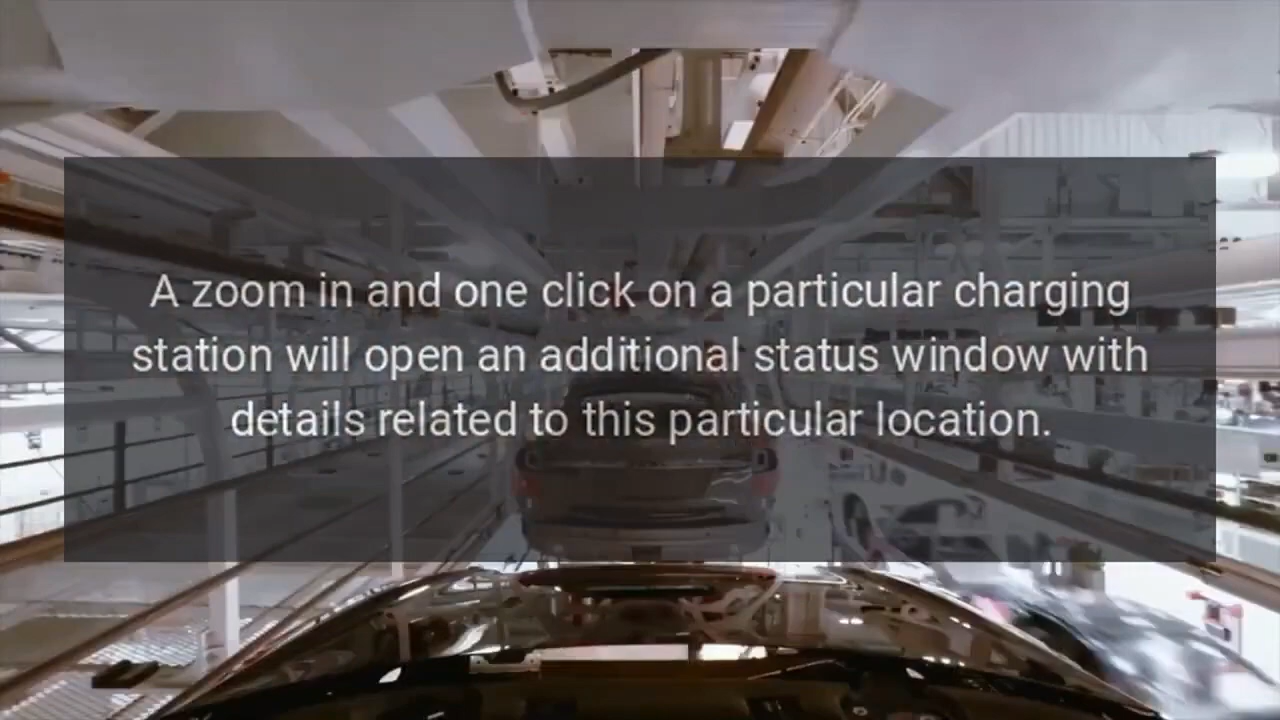 A zoom in and one click on a particular charging
station will open an additional status window with
details related to this particular location.